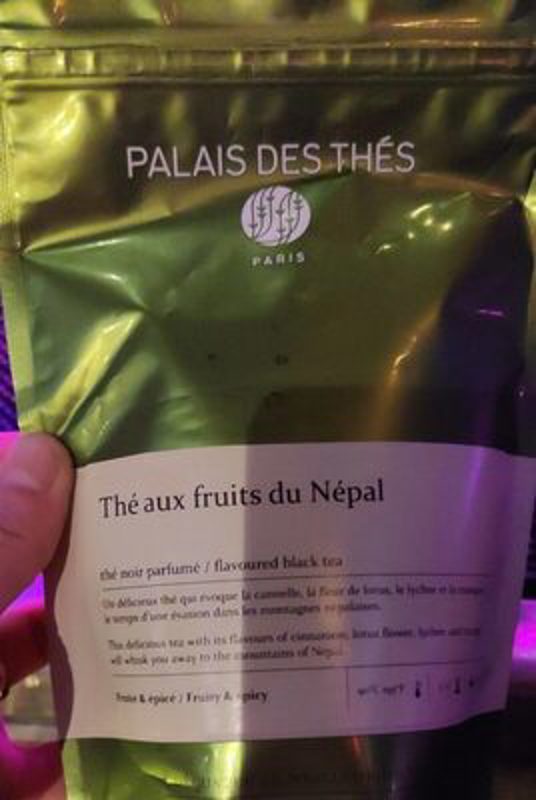 PALAIS DES THÉS
PARIS
Thé aux fruits du Népal
thé noir parfumé / flavoured black tea
Un délicieux thé qui évoque la cannelle, la fleur de lotus, le lychee et la mangue
le temps d'une évasion dans les montagnes népalaises.
This delicious tea with its flavours of cinnamon, lotus flower, lychee and
will whisk you away to the mountains of Nepal.
Fruité & épicé / Fruity & spicy